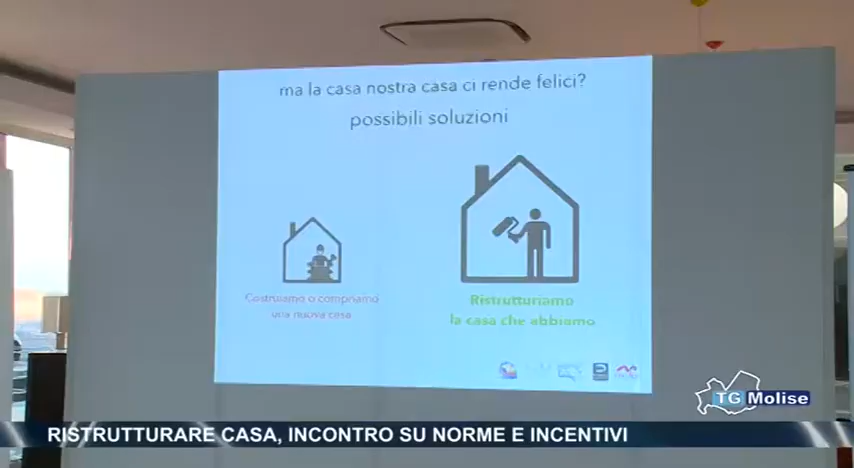 ma la casa nostra casa ci rende felici?
possibili soluzioni
Costruiamo o compriamo
una nuova casa
Ristrutturiamo
la casa che abbiamo
TG Molise
RISTRUTTURARE CASA, INCONTRO SU NORME E INCENTIVI